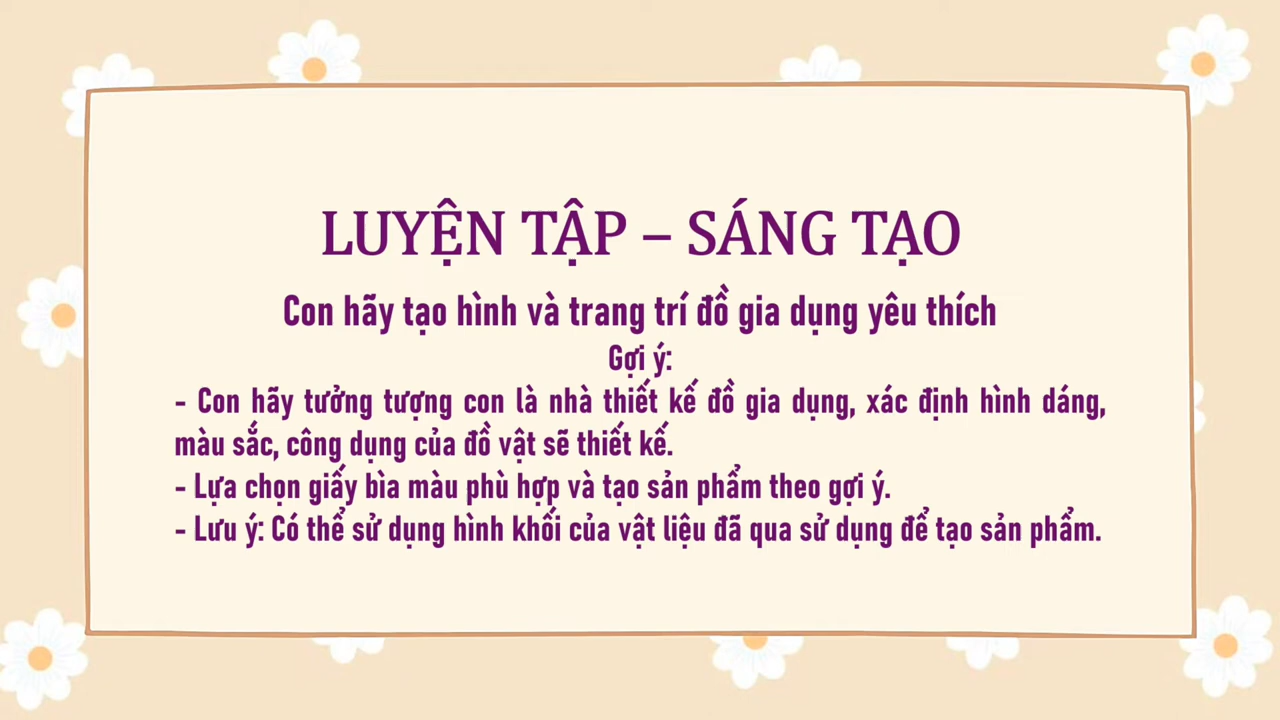 LUYỆN TẬP – SÁNG TẠO
Con hãy tạo hình và trang trí đồ gia dụng yêu thích
Gợi ý:
- Con hãy tưởng tượng con là nhà thiết kế đồ gia dụng, xác định hình dáng,
màu sắc, công dụng của đồ vật sẽ thiết kế.
- Lựa chọn giấy bìa màu phù hợp và tạo sản phẩm theo gợi ý.
- Lưu ý: Có thể sử dụng hình khối của vật liệu đã qua sử dụng để tạo sản phẩm.